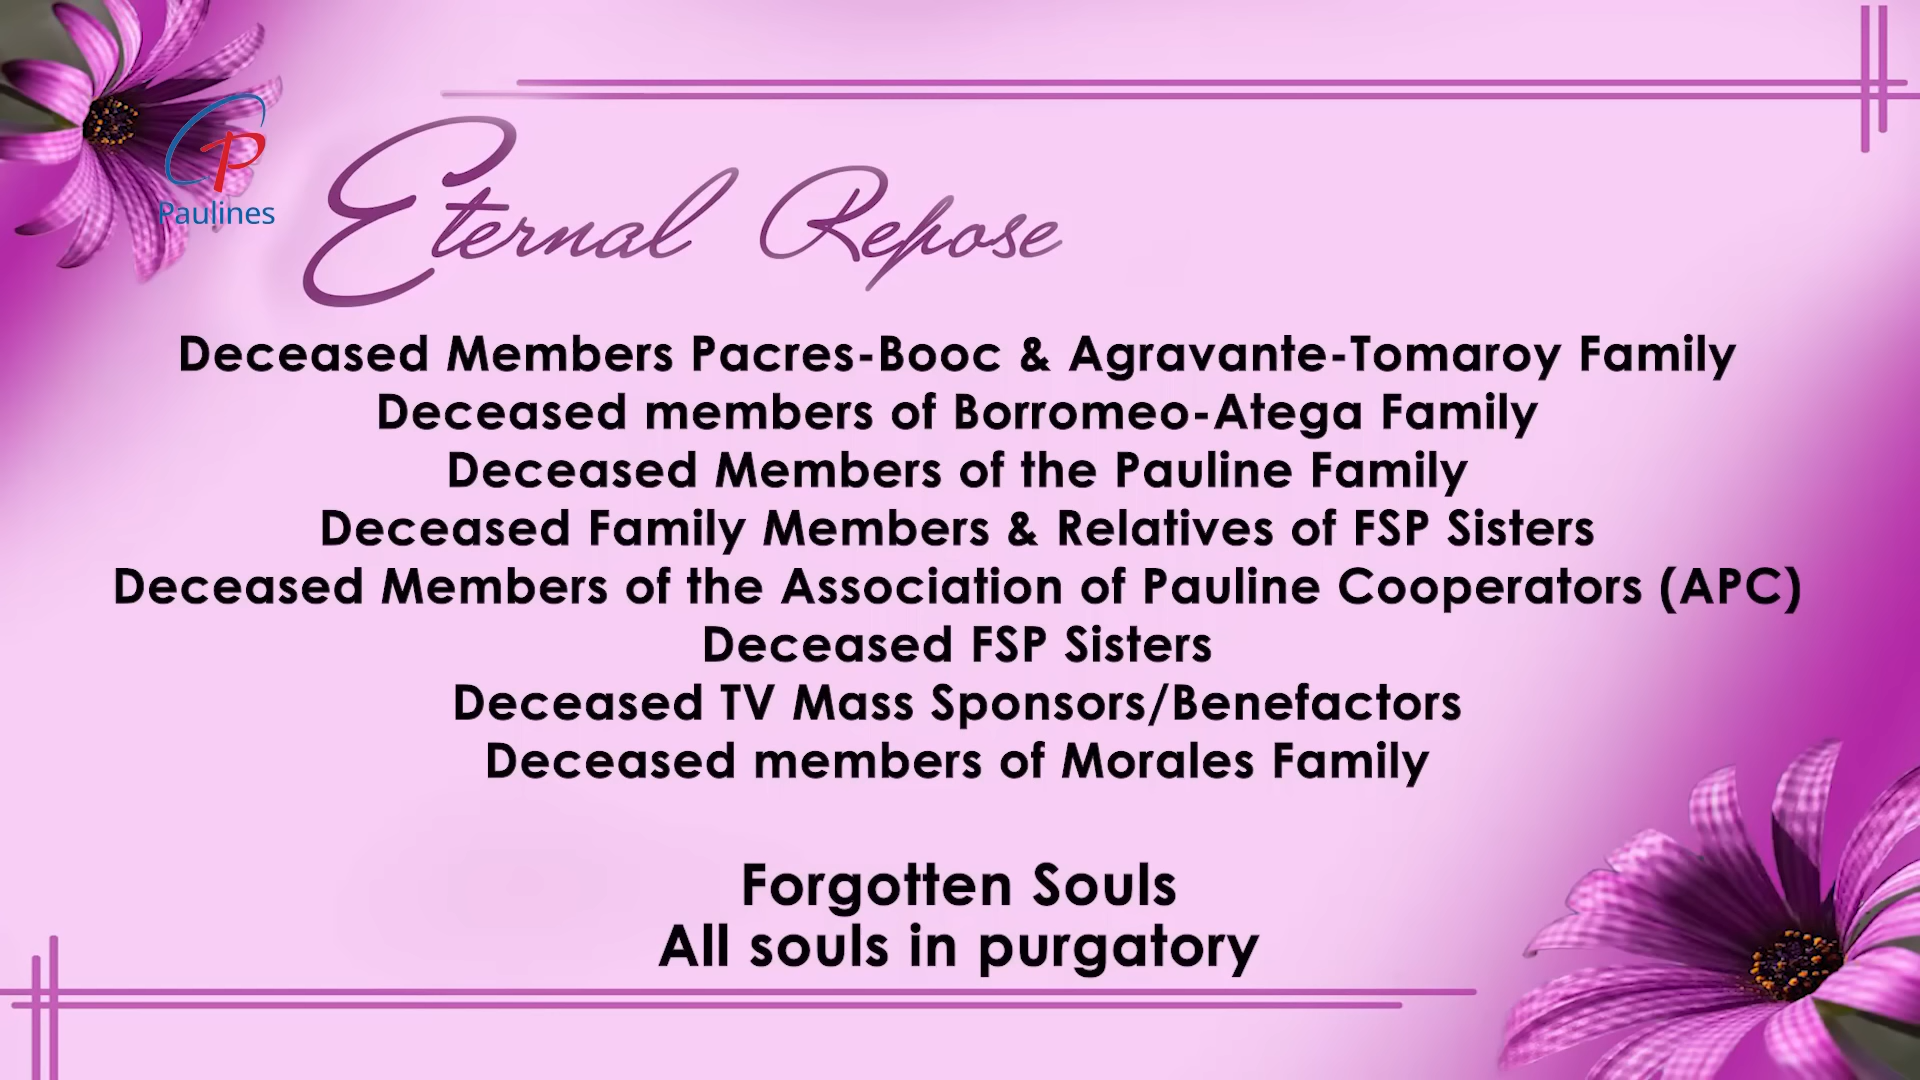 Paulines
Eternal Repose
Deceased Members Pacres-Booc & Agravante-Tomaroy Family
Deceased members of Borromeo-Atega Family
Deceased Members of the Pauline Family
Deceased Family Members & Relatives of FSP Sisters
Deceased Members of the Association of Pauline Cooperators (APC)
Deceased FSP Sisters
Deceased TV Mass Sponsors/Benefactors
Deceased members of Morales Family
Forgotten Souls
All souls in purgatory